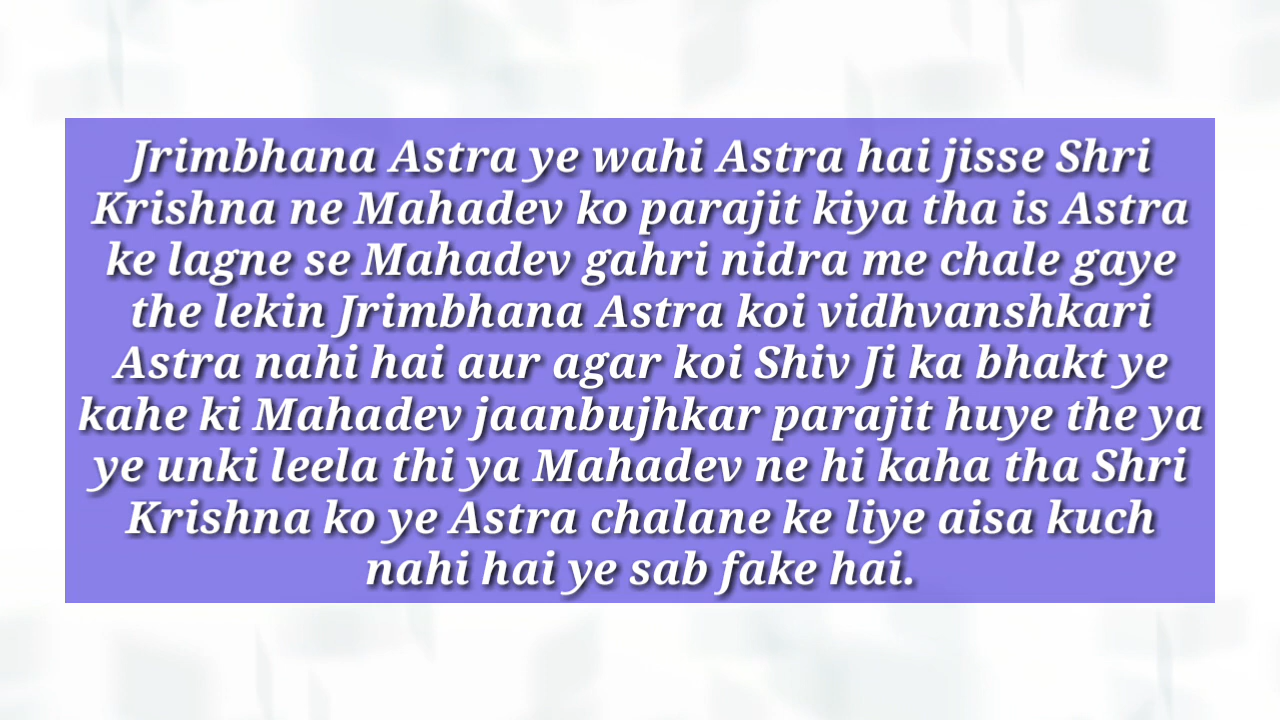 Jrimbhana Astra ye wahi Astra hai jisse Shri
Krishna ne Mahadev ko parajit kiya tha is Astra
ke lagne se Mahadev gahri nidra me chale gaye
the lekin Jrimbhana Astra koi vidhvanshkari
Astra nahi hai aur agar koi Shiv Ji ka bhakt ye
kahe ki Mahadev jaanbujhkar parajit huye the ya
ye unki leela thi ya Mahadev ne hi kaha tha Shri
Krishna ko ye Astra chalane ke liye aisa kuch
nahi hai ye sab fake hai.